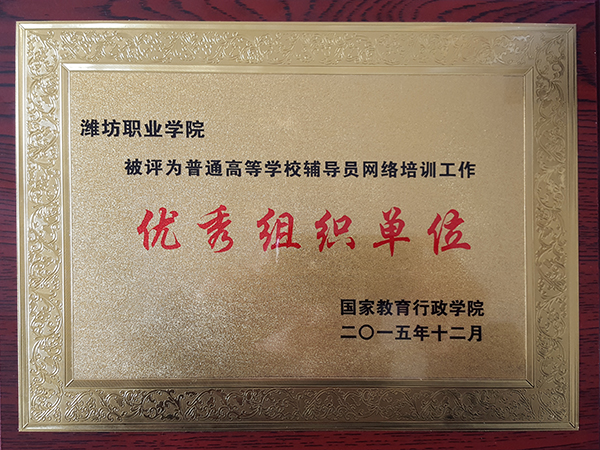 潍坊职业学院
被评为普通高等学校辅导员网络培训工作
优秀组织单位
国家教育行政学院
二〇一五年十二月